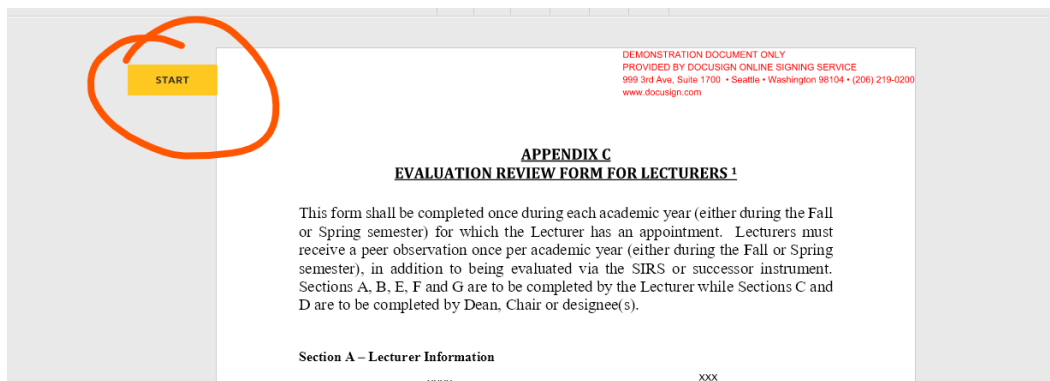 START
DEMONSTRATION DOCUMENT ONLY
PROVIDED BY DOCUSIGN ONLINE SIGNING SERVICE
999 3rd Ave, Suite 1700 • Seattle • Washington 98104 • (206) 219-0200
www.docusign.com
APPENDIX C
EVALUATION REVIEW FORM FOR LECTURERS 1
This form shall be completed once during each academic year (either during the Fall
or Spring semester) for which the Lecturer has an appointment. Lecturers must
receive a peer observation once per academic year (either during the Fall or Spring
semester), in addition to being evaluated via the SIRS or successor instrument.
Sections A, B, E, F and G are to be completed by the Lecturer while Sections C and
D are to be completed by Dean, Chair or designee(s).
Section A – Lecturer Information
XXX